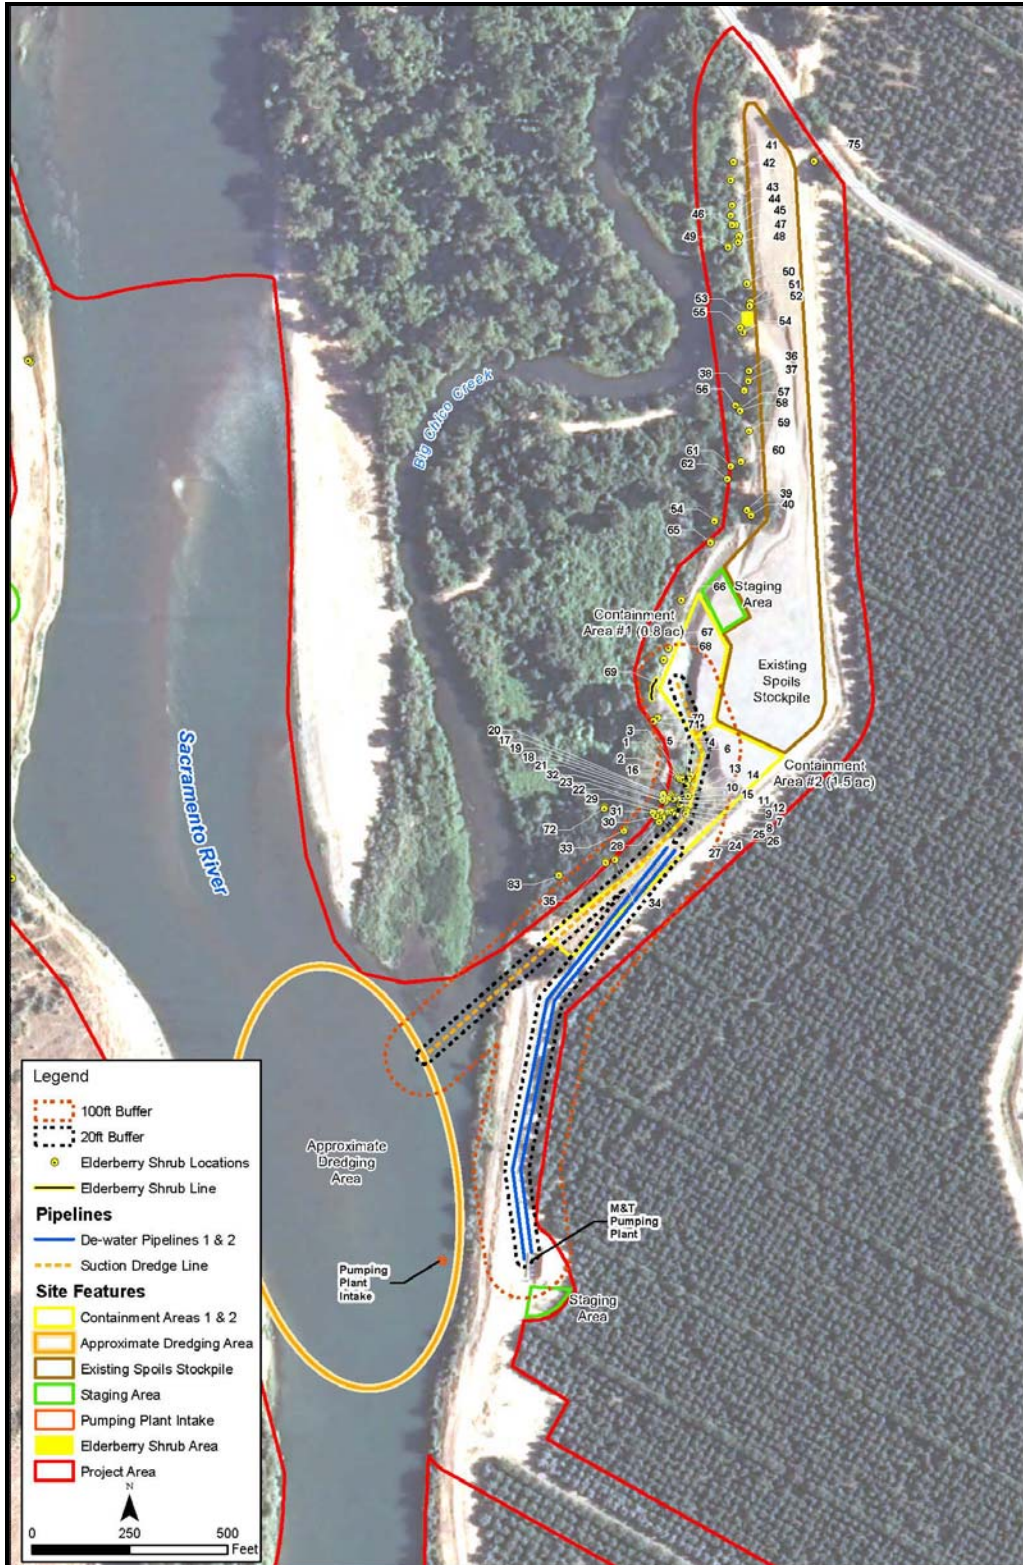 41
42
75
43
44
45
46
47
48
49
50
51
52
53
54
55
36
37
38
57
56
58
59
60
61
62
39
40
54
65
66
Staging
Area
Containment
Area #1 (0.8 ac)
67
68
Existing
Spoils
Stockpile
69
70
71
Big Chico Creek
Sacramento River
20
17
19
18
21
32
23
22
29
31
30
72
33
28
83
35
3
1
2
16
5
4
6
13
14
Containment
Area #2 (1.5 ac)
10
15
11
12
9
7
8
25
26
24
27
34
Approximate
Dredging
Area
M&T
Pumping
Plant
Pumping
Plant
Intake
Staging
Area
Legend
100ft Buffer
20ft Buffer
Elderberry Shrub Locations
Elderberry Shrub Line
Pipelines
De-water Pipelines 1 & 2
Suction Dredge Line
Site Features
Containment Areas 1 & 2
Approximate Dredging Area
Existing Spoils Stockpile
Staging Area
Pumping Plant Intake
Elderberry Shrub Area
Project Area
N
0 250 500
Feet